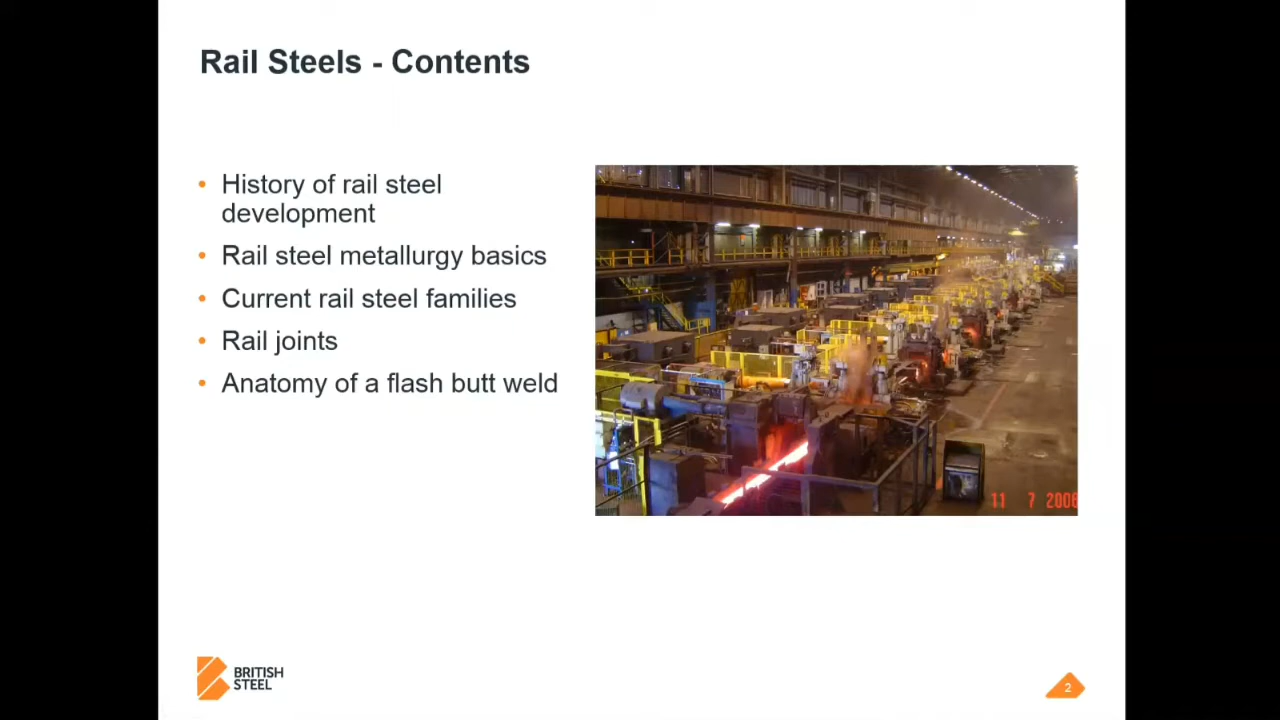 Rail Steels - Contents
• History of rail steel
development
• Rail steel metallurgy basics
• Current rail steel families
• Rail joints
• Anatomy of a flash butt weld
11 7 2006
BRITISH
STEEL
2